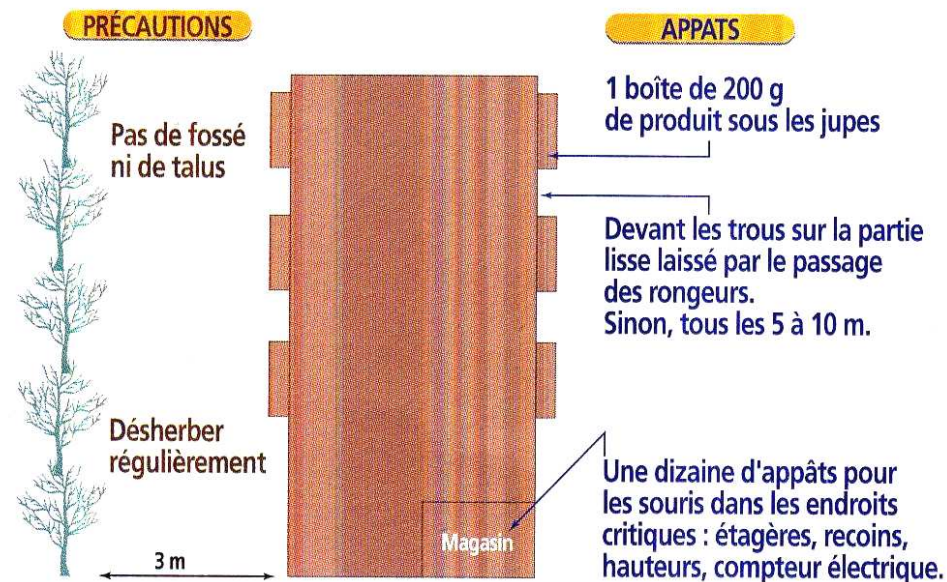 PRÉCAUTIONS
Pas de fossé
ni de talus
Désherber
régulièrement
3 m
Magasin
APPATS
1 boîte de 200 g
de produit sous les jupes
Devant les trous sur la partie
lisse laissé par le passage
des rongeurs.
Sinon, tous les 5 à 10 m.
Une dizaine d'appâts pour
les souris dans les endroits
critiques : étagères, recoins,
hauteurs, compteur électrique.